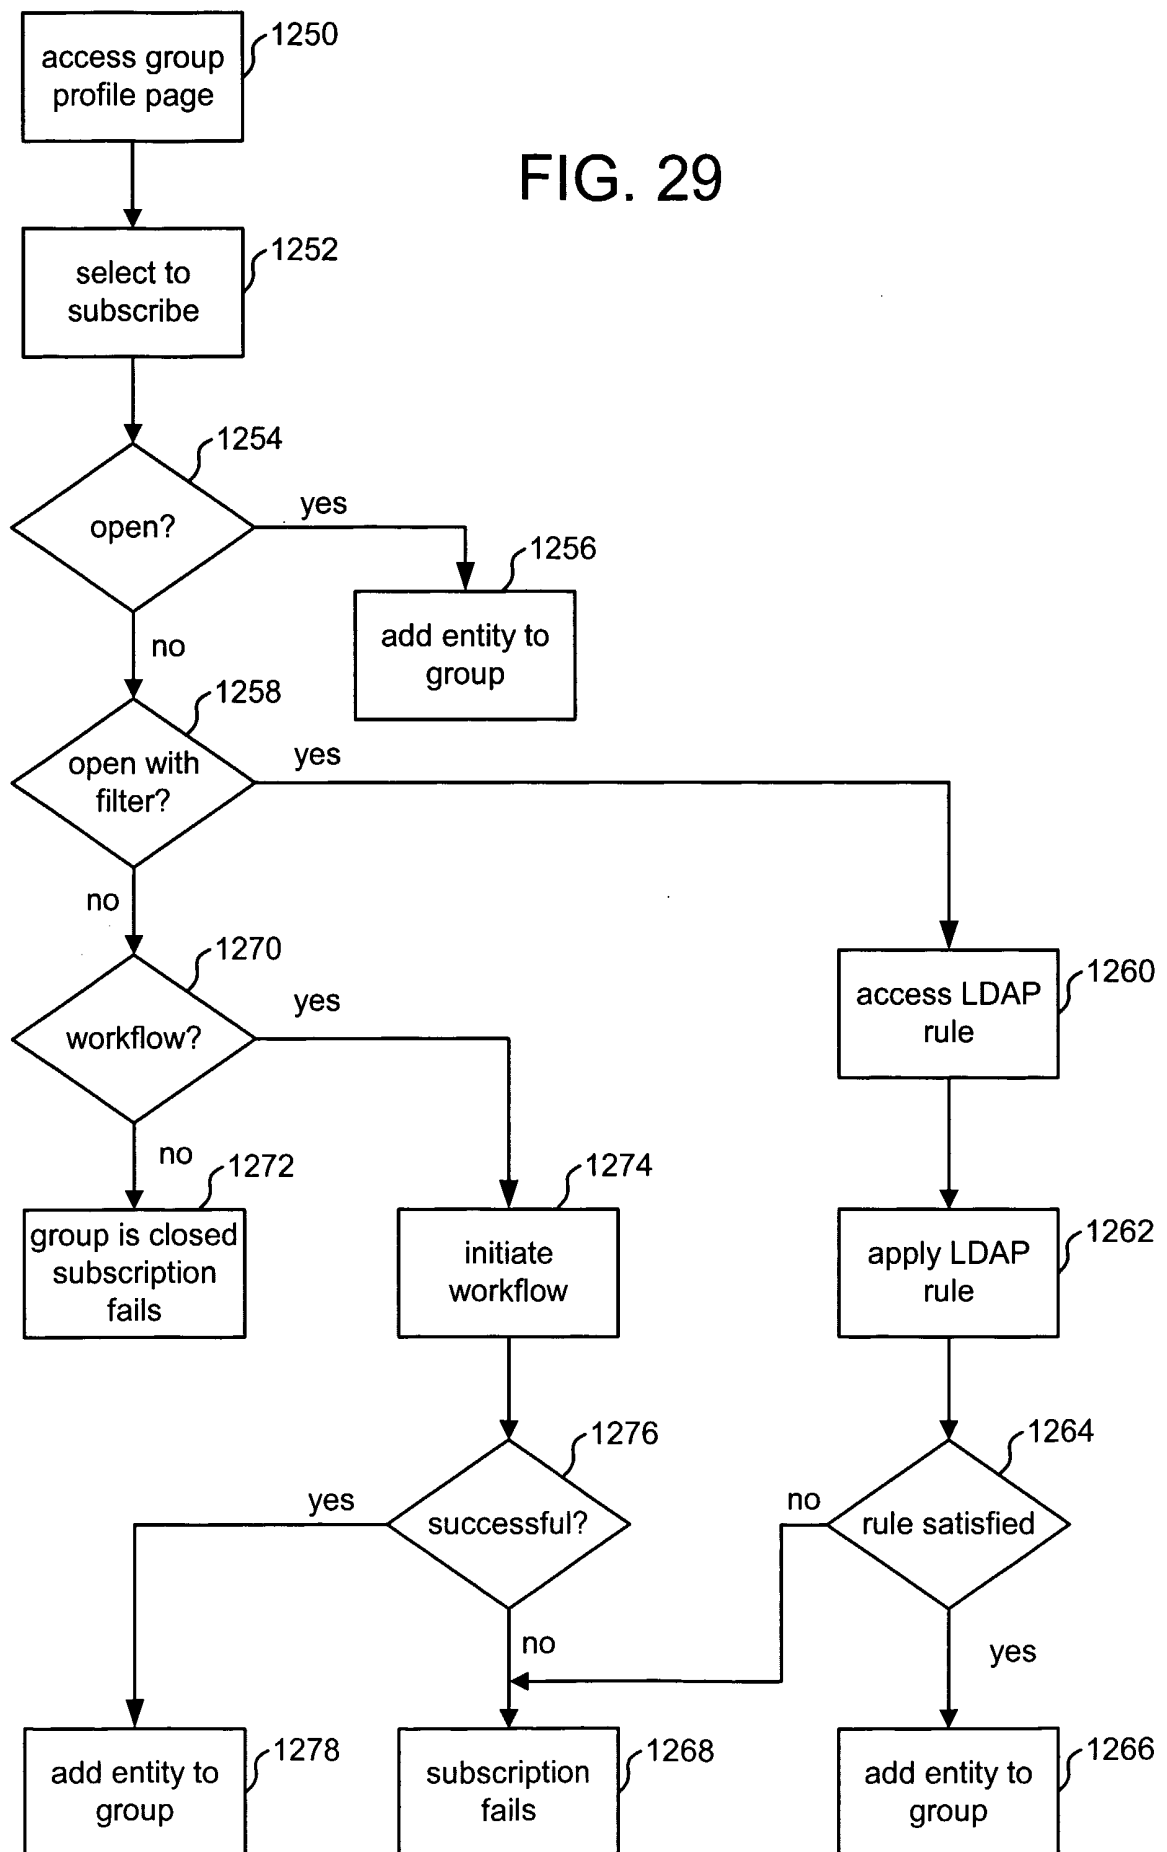 1250
access group
profile page
FIG. 29
1252
select to
subscribe
1254
open?
yes
1256
add entity to
group
no
1258
open with
filter?
yes
no
1270
workflow?
yes
1260
access LDAP
rule
no
1272
group is closed
subscription
fails
1274
initiate
workflow
1262
apply LDAP
rule
1276
successful?
yes
1264
rule satisfied
no
no
yes
1278
add entity to
group
1268
subscription
fails
1266
add entity to
group